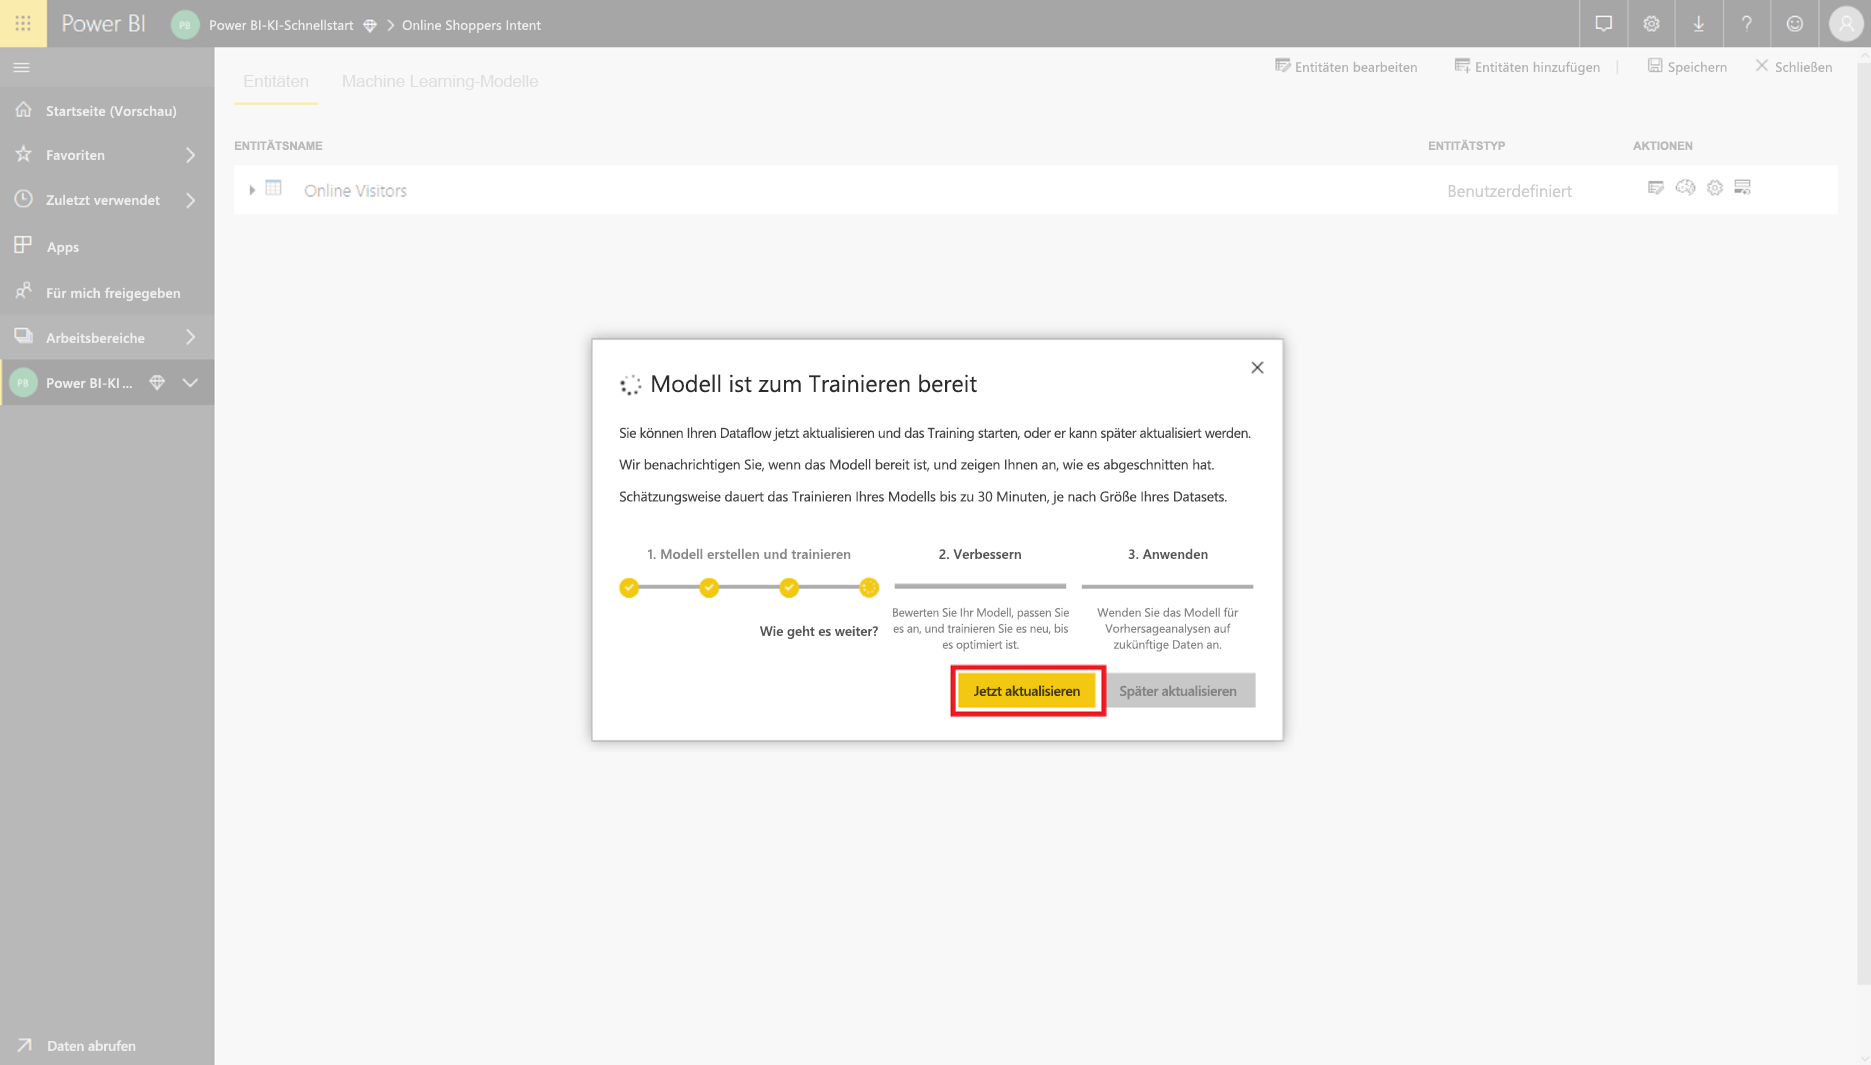 Power BI
PB
Power BI-KI-Schnellstart
Online Shoppers Intent
?
Startseite (Vorschau)
Favoriten
Zuletzt verwendet
Apps
Für mich freigegeben
Arbeitsbereiche
PB
Power BI-KI ...
Daten abrufen
Entitäten
Machine Learning-Modelle
Entitäten bearbeiten
Entitäten hinzufügen
Speichern
Schließen
ENTITÄTSNAME
ENTITÄTSTYP
AKTIONEN
Online Visitors
Benutzerdefiniert
Modell ist zum Trainieren bereit
Sie können Ihren Dataflow jetzt aktualisieren und das Training starten, oder er kann später aktualisiert werden.
Wir benachrichtigen Sie, wenn das Modell bereit ist, und zeigen Ihnen an, wie es abgeschnitten hat.
Schätzungsweise dauert das Trainieren Ihres Modells bis zu 30 Minuten, je nach Größe Ihres Datasets.
1. Modell erstellen und trainieren
2. Verbessern
3. Anwenden
Wie geht es weiter?
Bewerten Sie Ihr Modell, passen Sie
es an, und trainieren Sie es neu, bis
es optimiert ist.
Wenden Sie das Modell für
Vorhersageanalysen auf
zukünftige Daten an.
Jetzt aktualisieren
Später aktualisieren